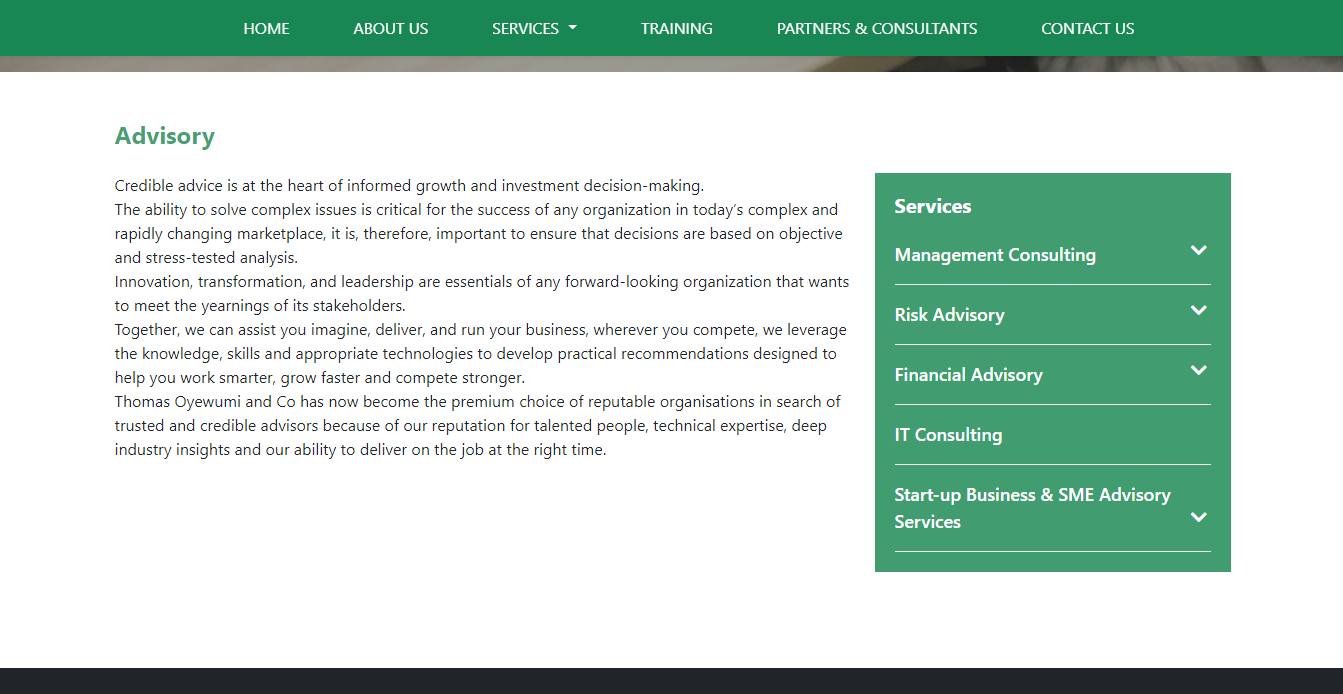 HOME ABOUT US SERVICES TRAINING PARTNERS & CONSULTANTS CONTACT US
Advisory
Credible advice is at the heart of informed growth and investment decision-making.
The ability to solve complex issues is critical for the success of any organization in today’s complex and
rapidly changing marketplace, it is, therefore, important to ensure that decisions are based on objective
and stress-tested analysis.
Innovation, transformation, and leadership are essentials of any forward-looking organization that wants
to meet the yearnings of its stakeholders.
Together, we can assist you imagine, deliver, and run your business, wherever you compete, we leverage
the knowledge, skills and appropriate technologies to develop practical recommendations designed to
help you work smarter, grow faster and compete stronger.
Thomas Oyewumi and Co has now become the premium choice of reputable organisations in search of
trusted and credible advisors because of our reputation for talented people, technical expertise, deep
industry insights and our ability to deliver on the job at the right time.
Services
Management Consulting
Risk Advisory
Financial Advisory
IT Consulting
Start-up Business & SME Advisory
Services